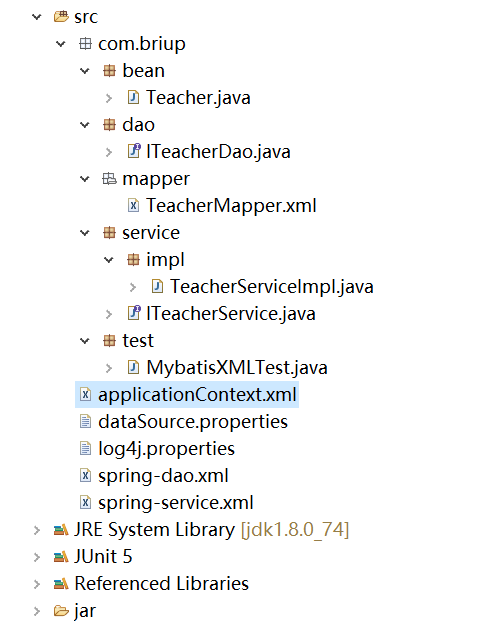 src
com.briup
bean
Teacher.java
dao
ITeacherDao.java
mapper
TeacherMapper.xml
service
impl
TeacherServiceImpl.java
ITeacherService.java
test
MybatisXMLTest.java
applicationContext.xml
dataSource.properties
log4j.properties
spring-dao.xml
spring-service.xml
JRE System Library [jdk1.8.0_74]
JUnit 5
Referenced Libraries
jar